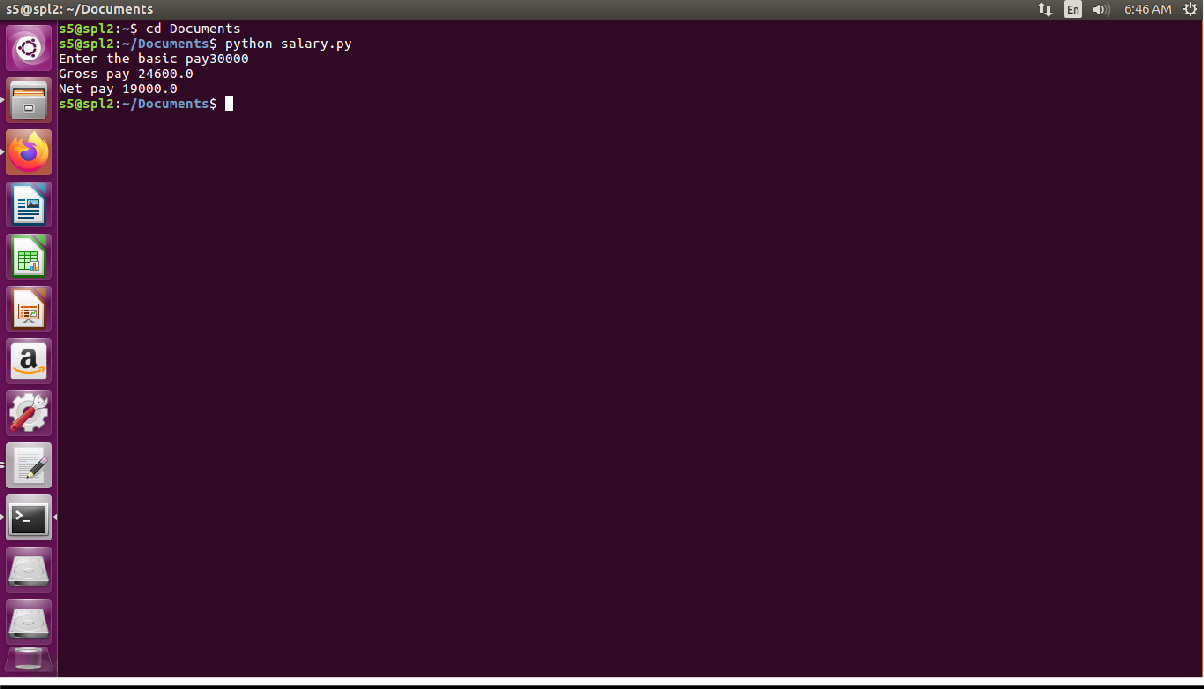 s5@spl2: ~/Documents
En
6:46 AM
s5@spl2:~$ cd Documents
s5@spl2:~/Documents$ python salary.py
Enter the basic pay30000
Gross pay 24600.0
Net pay 19000.0
s5@spl2:~/Documents$
a
>_